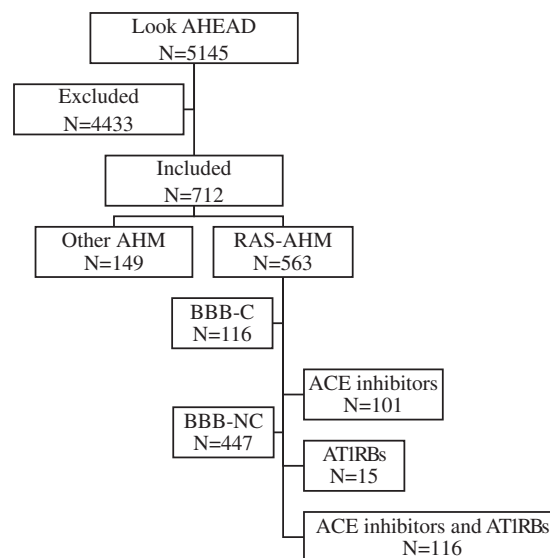 Look AHEAD
N=5145
Excluded
N=4433
Included
N=712
Other AHM
N=149
RAS-AHM
N=563
BBB-C
N=116
ACE inhibitors
N=101
BBB-NC
N=447
AT1RBs
N=15
ACE inhibitors and AT1RBs
N=116